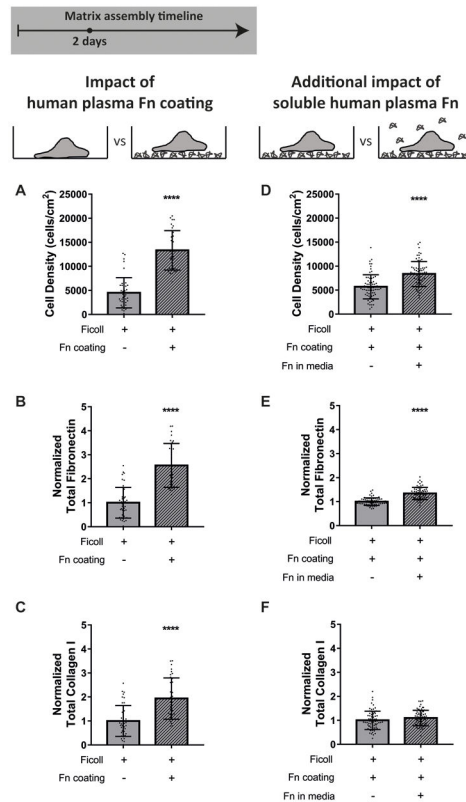 Matrix assembly timeline
2 days
Impact of
human plasma Fn coating
Additional impact of
soluble human plasma Fn
vs
vs
A
Cell Density (cells/cm²)
25000
20000
15000
10000
5000
0
****
Ficoll + +
Fn coating - +
D
Cell Density (cells/cm²)
25000
20000
15000
10000
5000
0
****
Ficoll + +
Fn coating + +
Fn in media - +
B
Normalized
Total Fibronectin
5
4
3
2
1
0
****
Ficoll + +
Fn coating - +
E
Normalized
Total Fibronectin
5
4
3
2
1
0
****
Ficoll + +
Fn coating + +
Fn in media - +
C
Normalized
Total Collagen I
5
4
3
2
1
0
****
Ficoll + +
Fn coating - +
F
Normalized
Total Collagen I
5
4
3
2
1
0
Ficoll + +
Fn coating + +
Fn in media - +